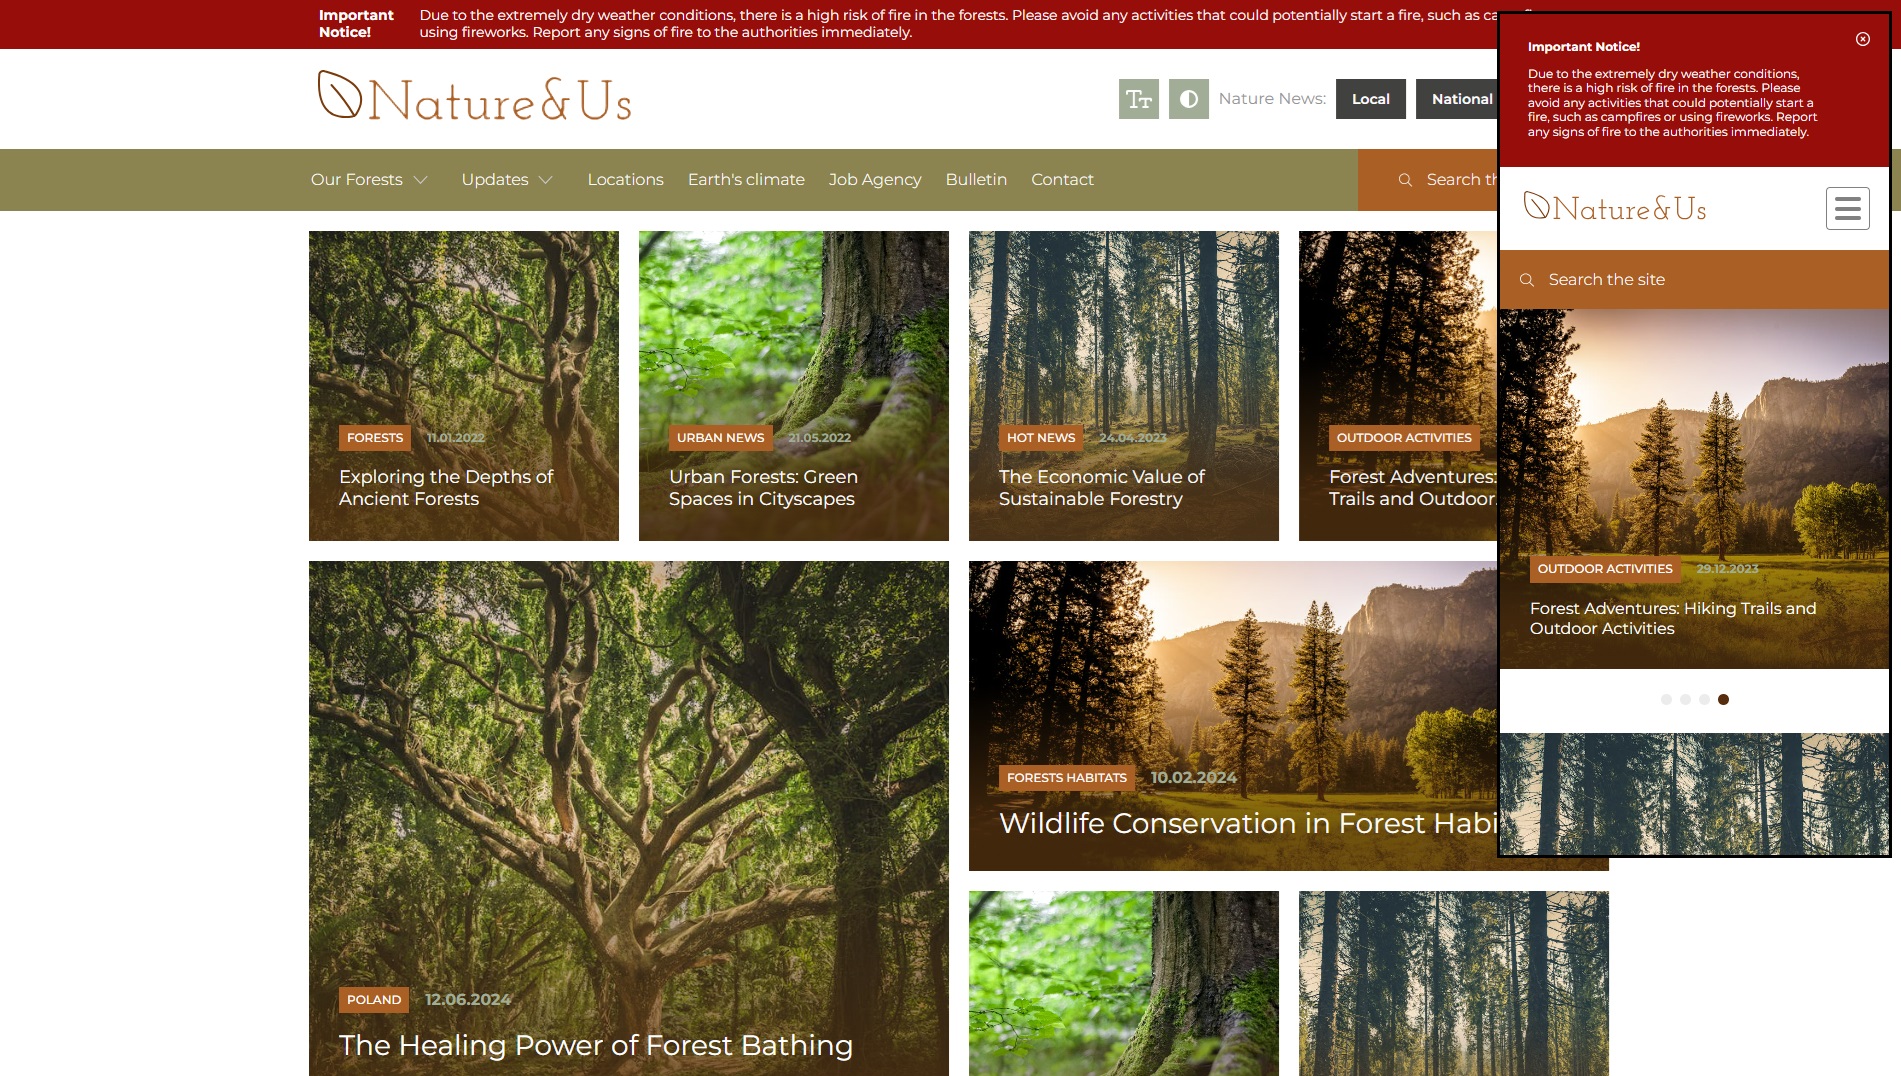 Important
Notice!
Due to the extremely dry weather conditions, there is a high risk of fire in the forests. Please avoid any activities that could potentially start a fire, such as
using fireworks. Report any signs of fire to the authorities immediately.
Nature&Us
Nature News:
Local
National
Our Forests
Updates
Locations
Earth's climate
Job Agency
Bulletin
Contact
Search
FORESTS 11.01.2022
Exploring the Depths of
Ancient Forests
URBAN NEWS 21.05.2022
Urban Forests: Green
Spaces in Cityscapes
HOT NEWS 24.04.2023
The Economic Value of
Sustainable Forestry
OUTDOOR ACTIVITIES
Forest Adventures:
Trails and Outdoor
POLAND 12.06.2024
The Healing Power of Forest Bathing
FORESTS HABITATS 10.02.2024
Wildlife Conservation in Forest
Important Notice!
Due to the extremely dry weather conditions,
there is a high risk of fire in the forests. Please
avoid any activities that could potentially start a
fire, such as campfires or using fireworks. Report
any signs of fire to the authorities immediately.
Nature&Us
Search the site
OUTDOOR ACTIVITIES 29.12.2023
Forest Adventures: Hiking Trails and
Outdoor Activities